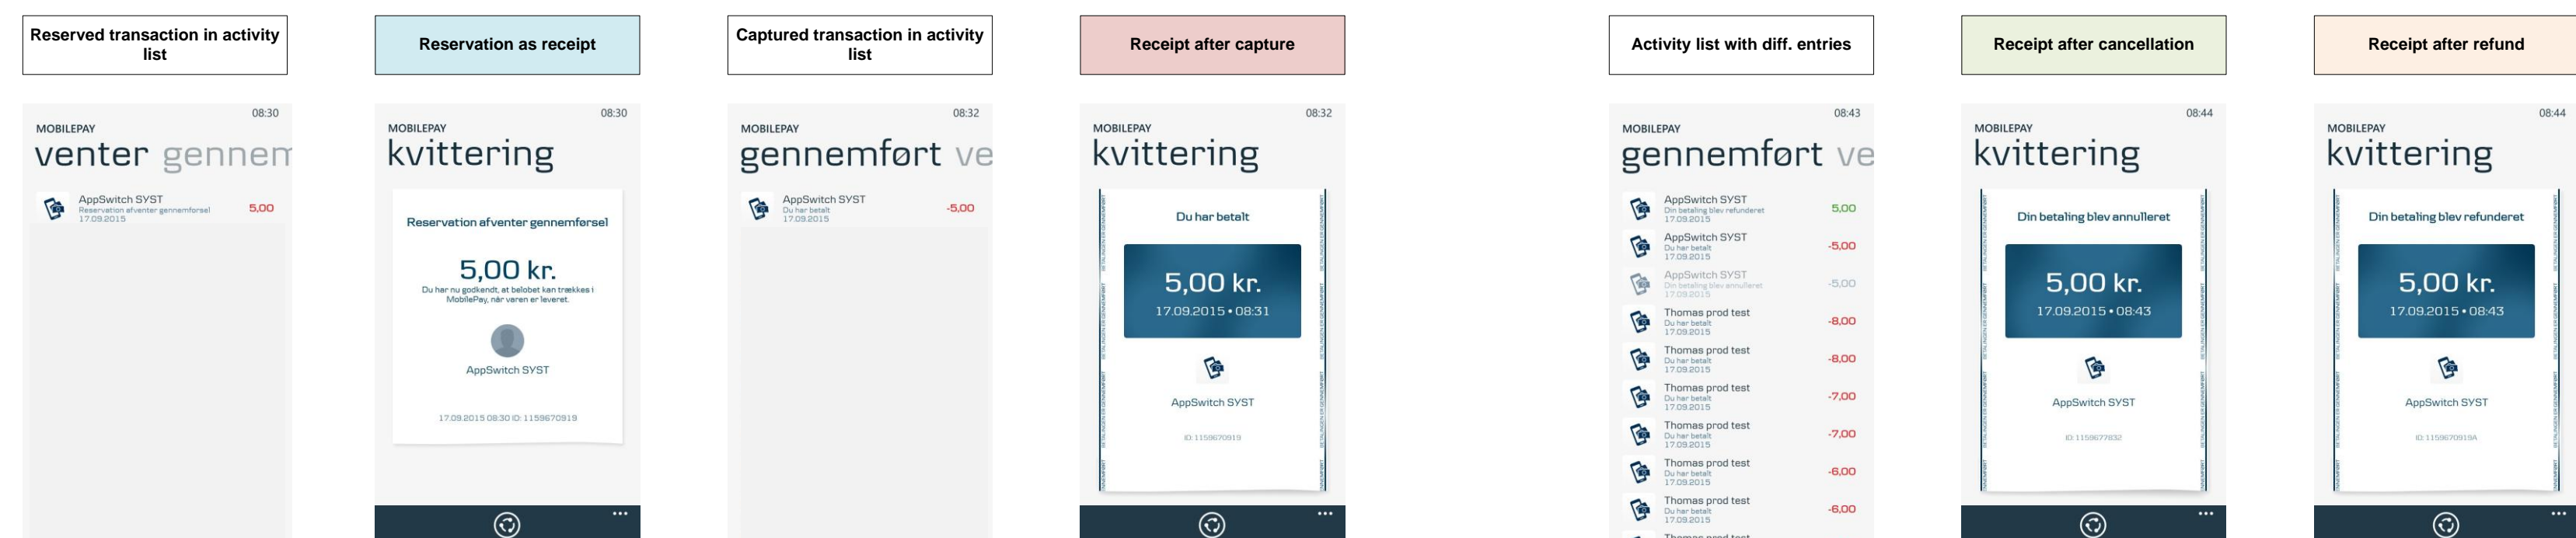 Reserved transaction in activity
list
08:30
MOBILEPAY
venter gennem
AppSwitch SYST
Reservation afventer gennemførsel
17.09.2015
5,00
Reservation as receipt
08:30
MOBILEPAY
kvittering
Reservation afventer gennemførsel
5,00 kr.
Du har nu godkendt, at beløbet kan trækkes i
MobilePay, når varen er leveret.
AppSwitch SYST
17.09.2015 08:30 ID: 1159670919
Captured transaction in activity
list
08:32
MOBILEPAY
gennemført ve
AppSwitch SYST
Du har betalt
17.09.2015
-5,00
Receipt after capture
08:32
MOBILEPAY
kvittering
Du har betalt
5,00 kr.
17.09.2015 • 08:31
AppSwitch SYST
ID: 1159670919
Activity list with diff. entries
08:43
MOBILEPAY
gennemført ve
AppSwitch SYST
Din betaling blev refunderet
17.09.2015
5,00
AppSwitch SYST
Du har betalt
17.09.2015
-5,00
AppSwitch SYST
Din betaling blev annulleret
17.09.2015
-5,00
Thomas prod test
Du har betalt
17.09.2015
-8,00
Thomas prod test
Du har betalt
17.09.2015
-8,00
Thomas prod test
Du har betalt
17.09.2015
-7,00
Thomas prod test
Du har betalt
17.09.2015
-7,00
Thomas prod test
Du har betalt
17.09.2015
-6,00
Thomas prod test
Du har betalt
17.09.2015
-6,00
Thomas prod test
Receipt after cancellation
08:44
MOBILEPAY
kvittering
Din betaling blev annulleret
5,00 kr.
17.09.2015 • 08:43
AppSwitch SYST
ID: 1159677832
Receipt after refund
08:44
MOBILEPAY
kvittering
Din betaling blev refunderet
5,00 kr.
17.09.2015 • 08:43
AppSwitch SYST
ID: 1159670919A